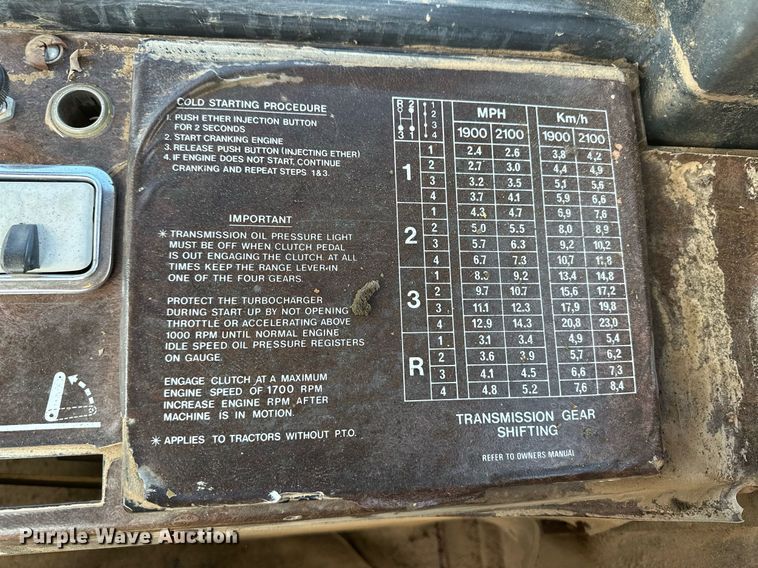 COLD STARTING PROCEDURE
1. PUSH ETHER INJECTION BUTTON
FOR 2 SECONDS
2. START CRANKING ENGINE
3. RELEASE PUSH BUTTON (INJECTING ETHER)
4. IF ENGINE DOES NOT START, CONTINUE
CRANKING AND REPEAT STEPS 1&3.
IMPORTANT
* TRANSMISSION OIL PRESSURE LIGHT
MUST BE OFF WHEN CLUTCH PEDAL
IS OUT ENGAGING THE CLUTCH. AT ALL
TIMES KEEP THE RANGE LEVER-IN
ONE OF THE FOUR GEARS.
PROTECT THE TURBOCHARGER
DURING START UP BY NOT OPENING
THROTTLE OR ACCELERATING ABOVE
1000 RPM UNTIL NORMAL ENGINE
IDLE SPEED OIL PRESSURE REGISTERS
ON GAUGE.
ENGAGE CLUTCH AT A MAXIMUM
ENGINE SPEED OF 1700 RPM
INCREASE ENGINE RPM AFTER
MACHINE IS IN MOTION.
* APPLIES TO TRACTORS WITHOUT P.T.O.
R 2 1 MPH Km/h
2
3
3 1 4 1900 2100 1900 2100
1 1 2.4 2.6 3,8 4,2
2 2.7 3.0 4,4 4,9
3 3.2 3.5 5,1 5,6
4 3.7 4.1 5,9 6,6
2 1 4.3 4.7 6,9 7,6
2 5.0 5.5 8,0 8,9
3 5.7 6.3 9,2 10,2
4 6.7 7.3 10,7 11,8
3 1 8.3 9.2 13,4 14,8
2 9.7 10.7 15,6 17,2
3 11.1 12.3 17,9 19,8
4 12.9 14.3 20,8 23,0
R 1 3.1 3.4 4,9 5,4
2 3.6 3.9 5,7 6,2
3 4.1 4.5 6,6 7,3
4 4.8 5.2 7,6 8,4
TRANSMISSION GEAR
SHIFTING
REFER TO OWNERS MANUAL
Purple Wave Auction